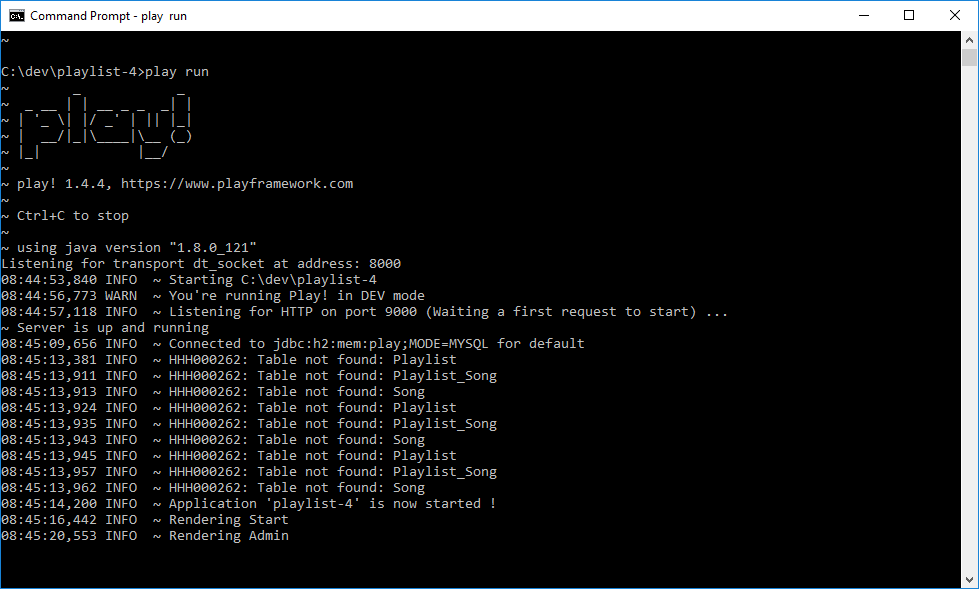 Command Prompt - play run
~
C:\dev\playlist-4>play run
~        _            _
~  _ __ | | __ _ _  _| |
~ | '_ \| |/ _' | || |_|
~ |  __/|_|\____|\__ (_)
~ |_|            |__/
~
~ play! 1.4.4, https://www.playframework.com
~
~ Ctrl+C to stop
~
~ using java version "1.8.0_121"
Listening for transport dt_socket at address: 8000
08:44:53,840 INFO  ~ Starting C:\dev\playlist-4
08:44:56,773 WARN  ~ You're running Play! in DEV mode
08:44:57,118 INFO  ~ Listening for HTTP on port 9000 (Waiting a first request to start) ...
~ Server is up and running
08:45:09,656 INFO  ~ Connected to jdbc:h2:mem:play;MODE=MYSQL for default
08:45:13,381 INFO  ~ HHH000262: Table not found: Playlist
08:45:13,911 INFO  ~ HHH000262: Table not found: Playlist_Song
08:45:13,913 INFO  ~ HHH000262: Table not found: Song
08:45:13,924 INFO  ~ HHH000262: Table not found: Playlist
08:45:13,935 INFO  ~ HHH000262: Table not found: Playlist_Song
08:45:13,943 INFO  ~ HHH000262: Table not found: Song
08:45:13,945 INFO  ~ HHH000262: Table not found: Playlist
08:45:13,957 INFO  ~ HHH000262: Table not found: Playlist_Song
08:45:13,962 INFO  ~ HHH000262: Table not found: Song
08:45:14,200 INFO  ~ Application 'playlist-4' is now started !
08:45:16,442 INFO  ~ Rendering Start
08:45:20,553 INFO  ~ Rendering Admin